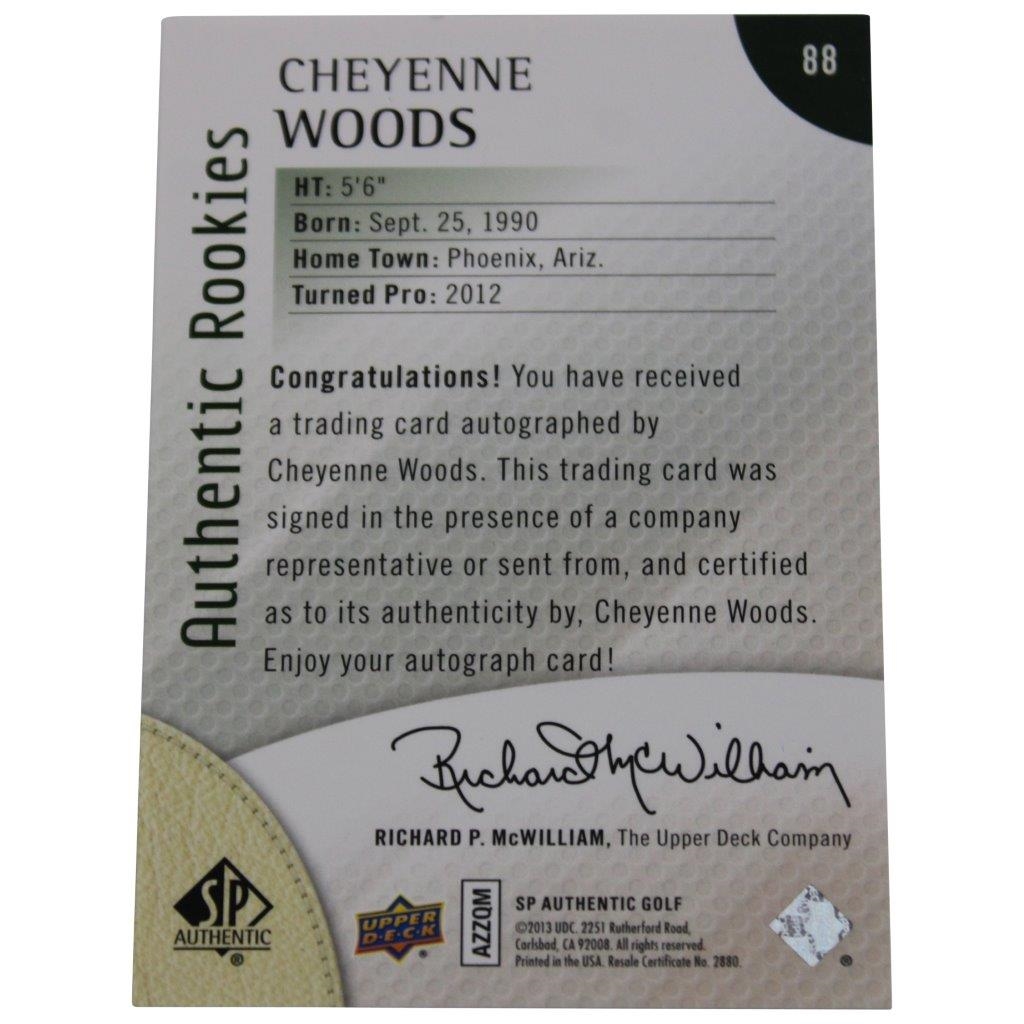 88
CHEYENNE
WOODS
Authentic Rookies
HT: 5'6"
Born: Sept. 25, 1990
Home Town: Phoenix, Ariz.
Turned Pro: 2012
Congratulations! You have received
a trading card autographed by
Cheyenne Woods. This trading card was
signed in the presence of a company
representative or sent from, and certified
as to its authenticity by, Cheyenne Woods.
Enjoy your autograph card!
Richard McWilliam
RICHARD P. McWILLIAM, The Upper Deck Company
SP
AUTHENTIC
®
UPPER
DECK
®
AZZQM
SP AUTHENTIC GOLF
©2013 UDC. 2251 Rutherford Road,
Carlsbad, CA 92008. All rights reserved.
Printed in the USA. Resale Certificate No. 2880.
®